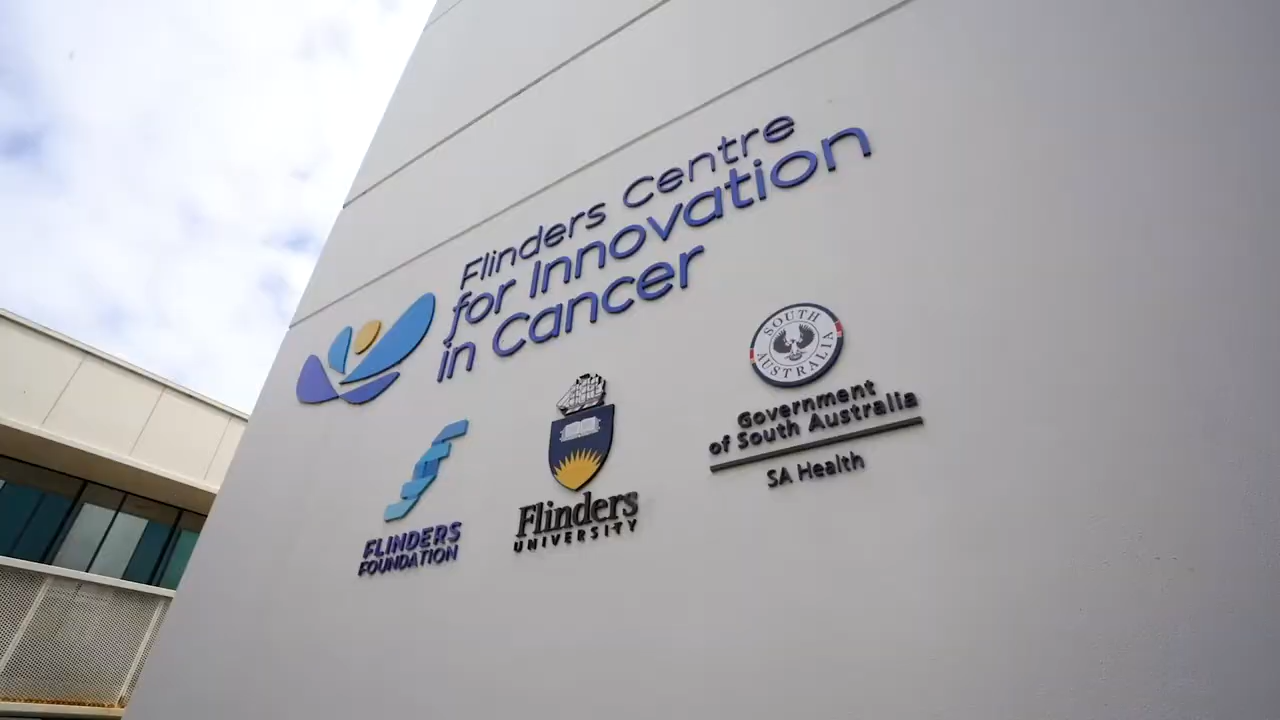 Flinders Centre
for Innovation
in Cancer
FLINDERS
FOUNDATION
Flinders
UNIVERSITY
SOUTH
AUSTRALIA
Government
of South Australia
SA Health